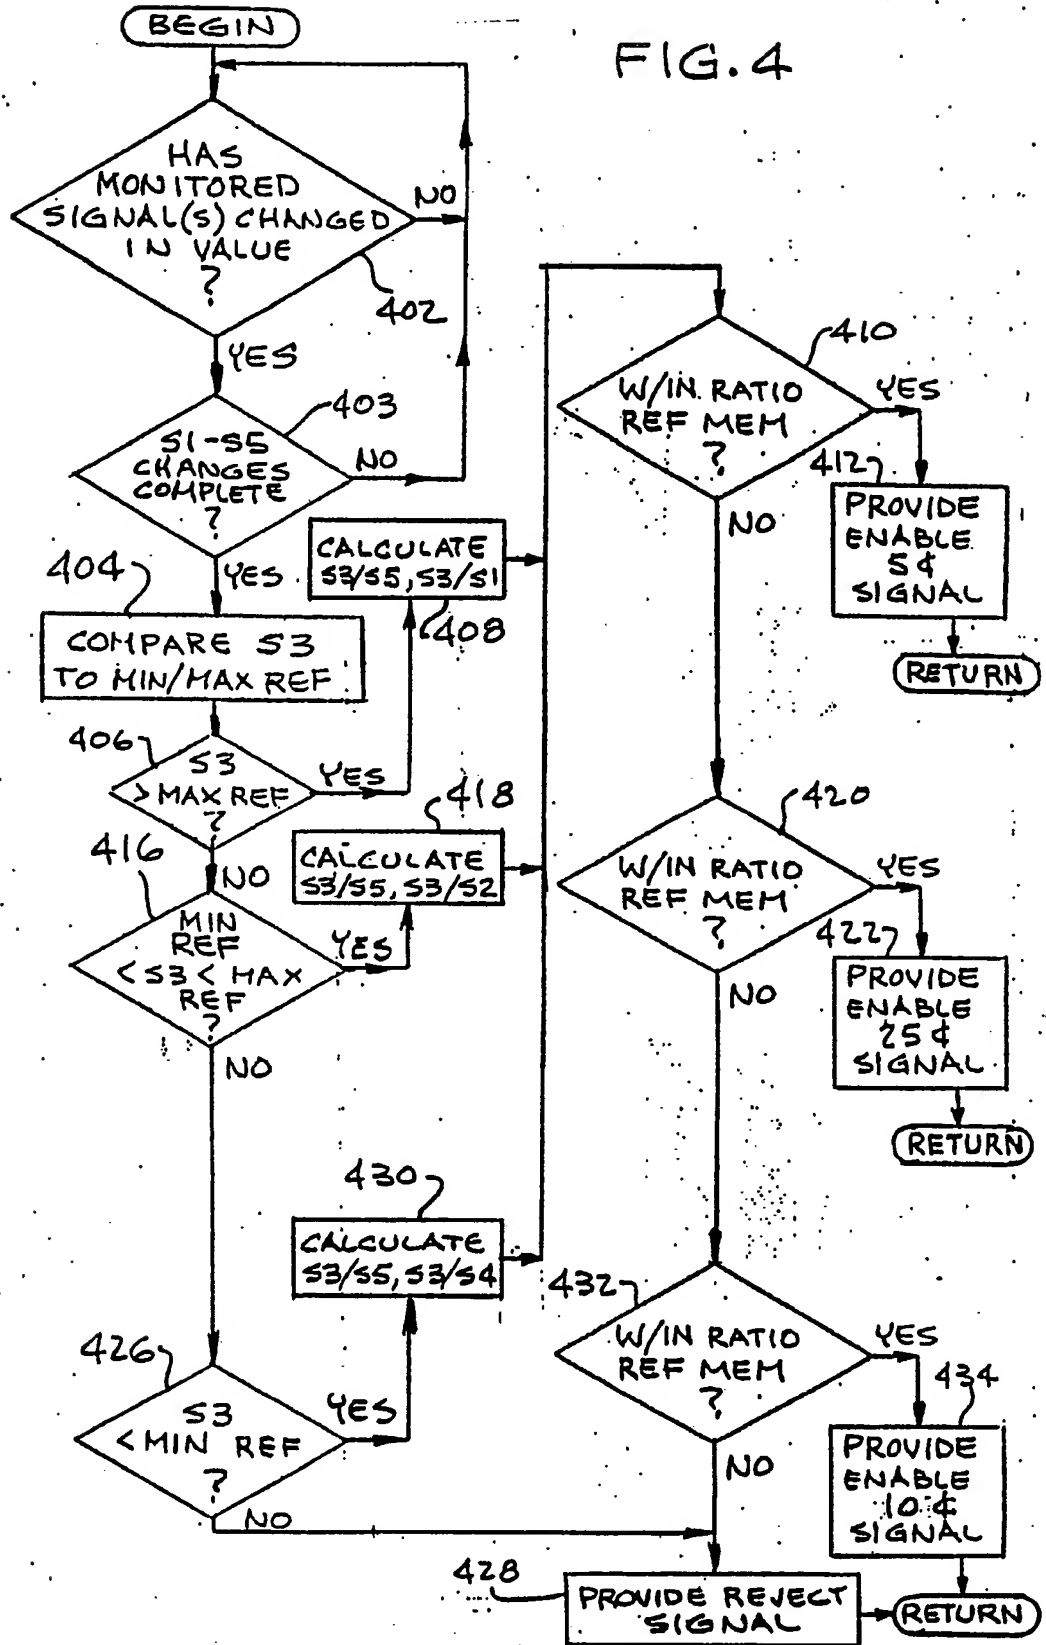 BEGIN
FIG. 4
HAS
MONITORED
SIGNAL(S) CHANGED
IN VALUE
?
NO
402
YES
403
S1-S5
CHANGES
COMPLETE
?
NO
YES
404
COMPARE S3
TO MIN/MAX REF
406
S3
> MAX REF
?
YES
NO
CALCULATE
S3/S5, S3/S1
408
416
MIN
REF
< S3 < MAX
REF
?
YES
NO
418
CALCULATE
S3/S5, S3/S2
426
S3
< MIN REF
?
YES
NO
430
CALCULATE
S3/S5, S3/S4
410
W/IN RATIO
REF MEM
?
YES
NO
412
PROVIDE
ENABLE
5¢
SIGNAL
RETURN
420
W/IN RATIO
REF MEM
?
YES
NO
422
PROVIDE
ENABLE
25¢
SIGNAL
RETURN
432
W/IN RATIO
REF MEM
?
YES
NO
434
PROVIDE
ENABLE
10¢
SIGNAL
428
PROVIDE REJECT
SIGNAL
RETURN